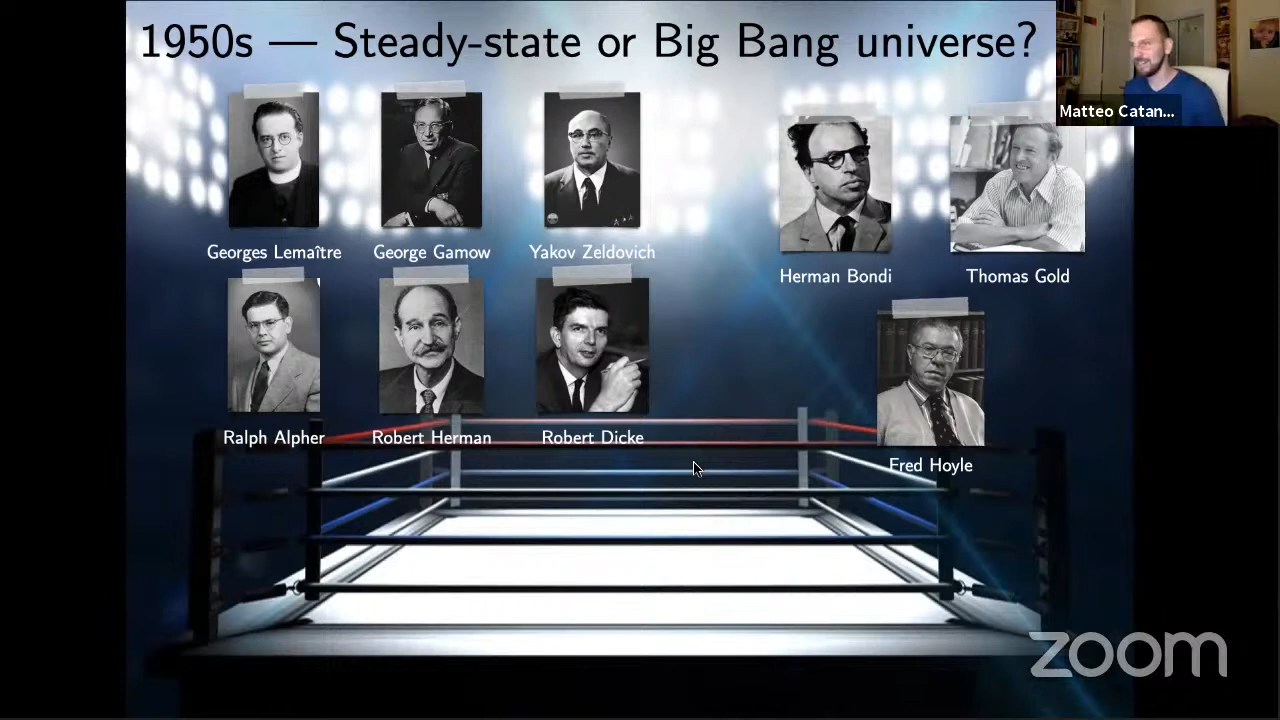 1950s — Steady-state or Big Bang universe?
Matteo Catan...
Georges Lemaître
George Gamow
Yakov Zeldovich
Herman Bondi
Thomas Gold
Ralph Alpher
Robert Herman
Robert Dicke
Fred Hoyle
zoom